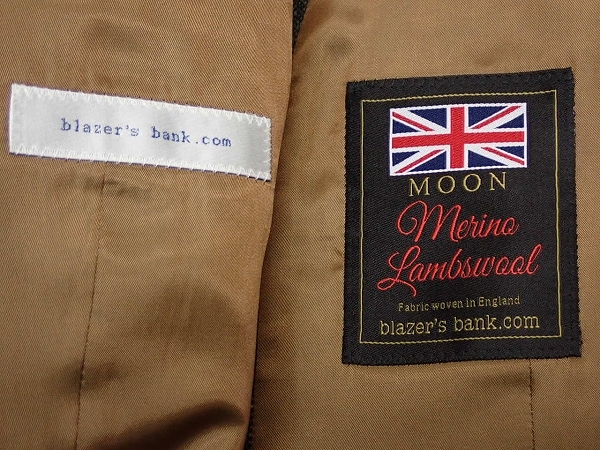 blazer's bank.com
MOON
Merino
Lambswool
Fabric woven in England
blazer's bank.com